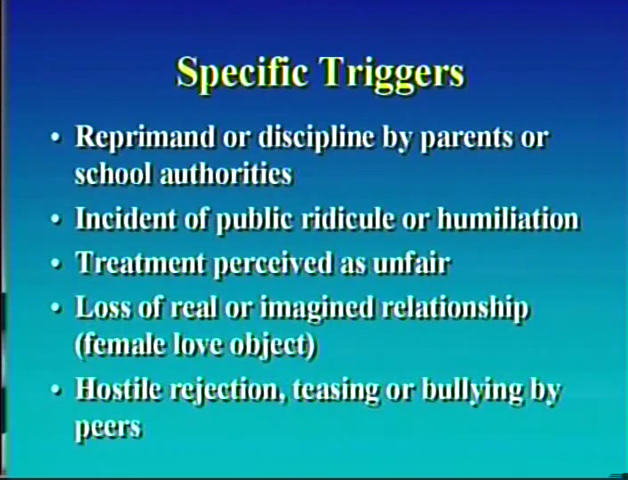 Specific Triggers
• Reprimand or discipline by parents or
school authorities
• Incident of public ridicule or humiliation
• Treatment perceived as unfair
• Loss of real or imagined relationship
(female love object)
• Hostile rejection, teasing or bullying by
peers